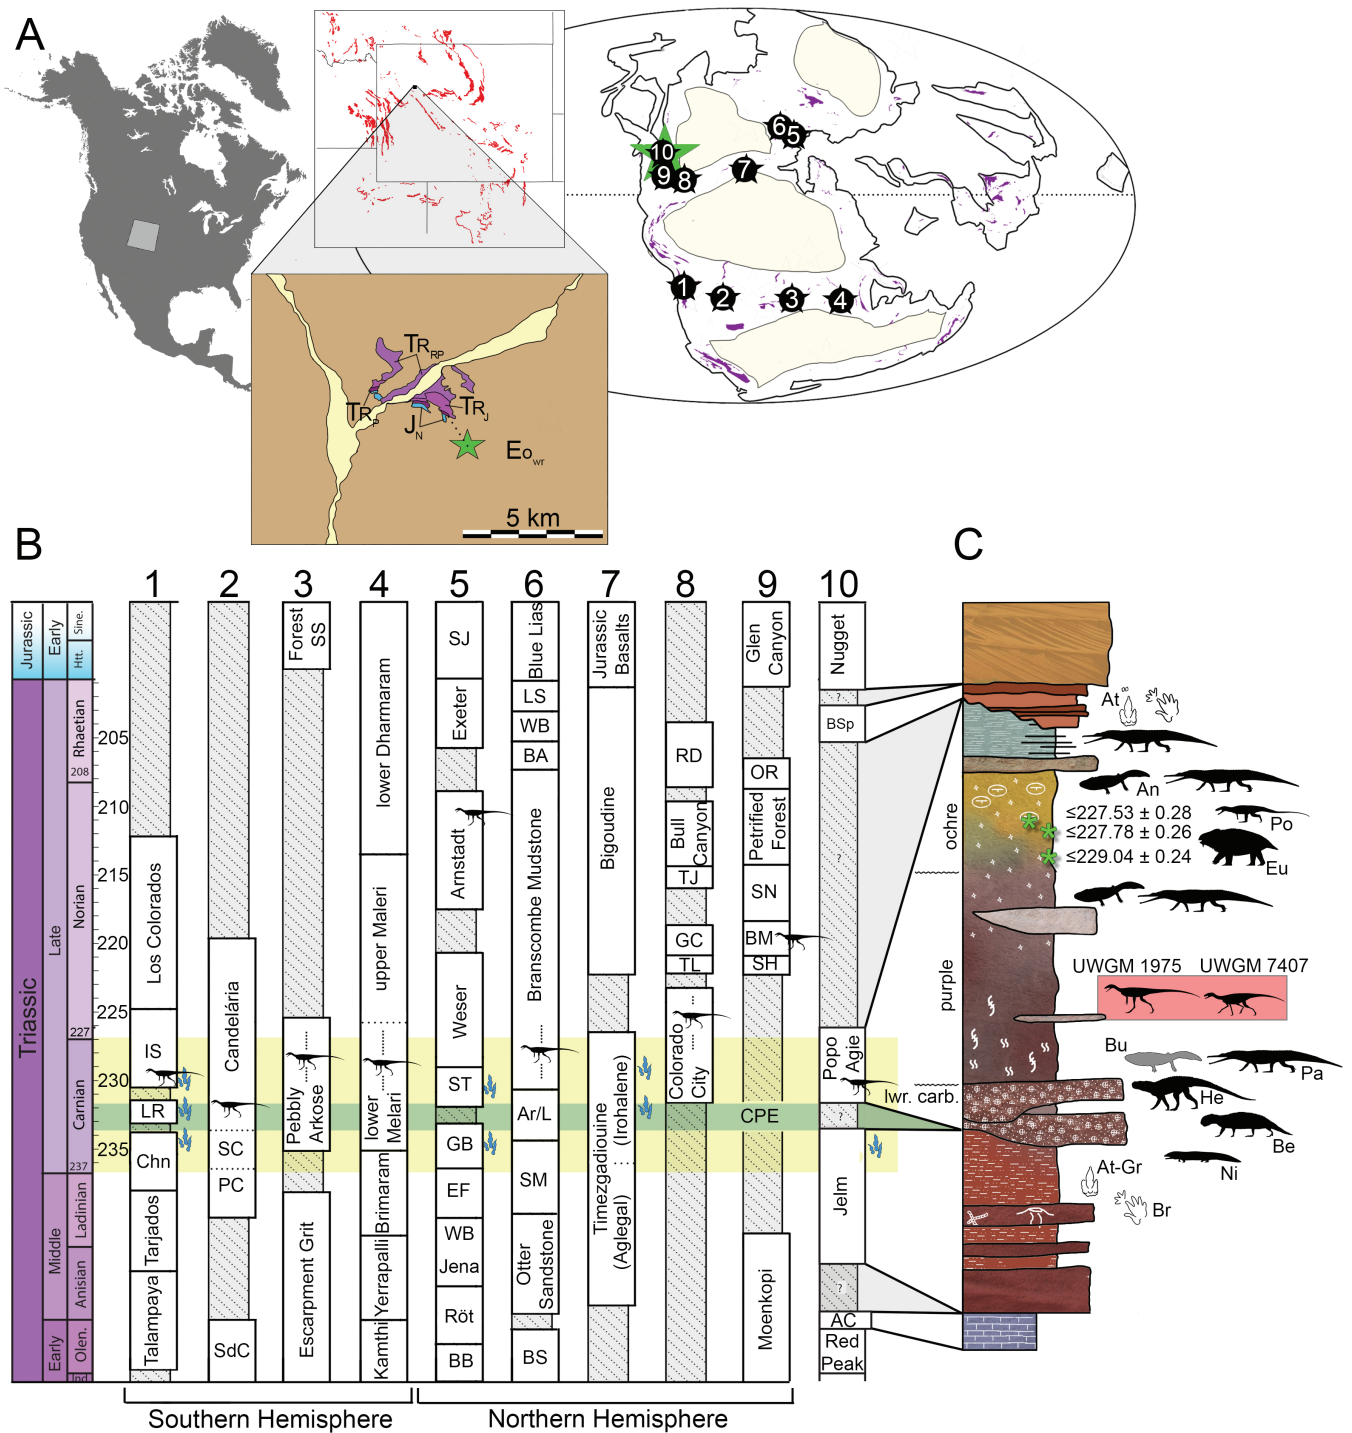 A
6
5
10
9
8
7
1
2
3
4
TR RP
TR P
J N
TR J
Eo wr
5 km
B
C
1
2
3
4
5
6
7
8
9
10
Jurassic
Early
Sine.
Htt.
Triassic
Late
Middle
Early
Rhaetian
208
Norian
227
Carnian
237
Ladinian
Anisian
Olen.
205
210
215
220
225
230
235
Los Colorados
IS
LR
Chn
Tarjados
Talampaya
Candelária
SC
PC
SdC
Forest
SS
Pebbly
Arkose
Escarpment Grit
lower Dharmaram
upper Maleri
lower
Melari
Brimaram
Yerrapalli
Kamthi
SJ
Exeter
Arnstadt
Weser
ST
GB
EF
WB
Jena
Röt
BB
Blue Lias
LS
WB
BA
Branscombe Mudstone
Ar/L
SM
Otter
Sandstone
BS
Jurassic
Basalts
Bigoudine
Timezgadiouine
(Irohalene)
(Aglegal)
RD
Bull
Canyon
TJ
GC
TL
Colorado
City
Glen
Canyon
OR
Petrified
Forest
SN
BM
SH
CPE
Moenkopi
Nugget
?
BSp
?
Popo
Agie
?
Jelm
?
AC
Red
Peak
Southern Hemisphere
Northern Hemisphere
ochre
purple
lwr. carb.
At
An
≤227.53 ± 0.28
≤227.78 ± 0.26
≤229.04 ± 0.24
Po
Eu
UWGM 1975 UWGM 7407
Bu
Pa
He
Be
Ni
At-Gr
Br